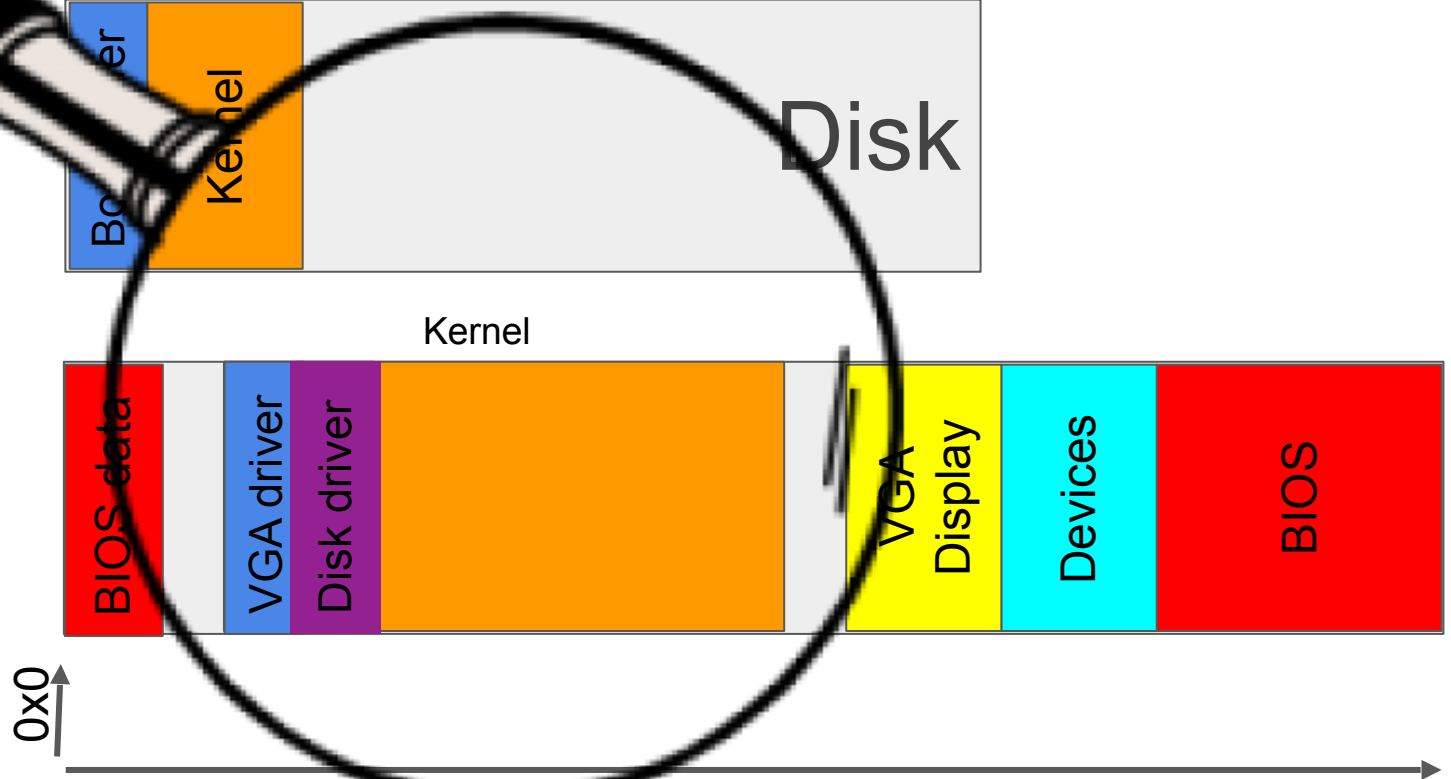 Kernel
Disk
Kernel
BIOS data
VGA driver
Disk driver
VGA
Display
Devices
BIOS
0x0